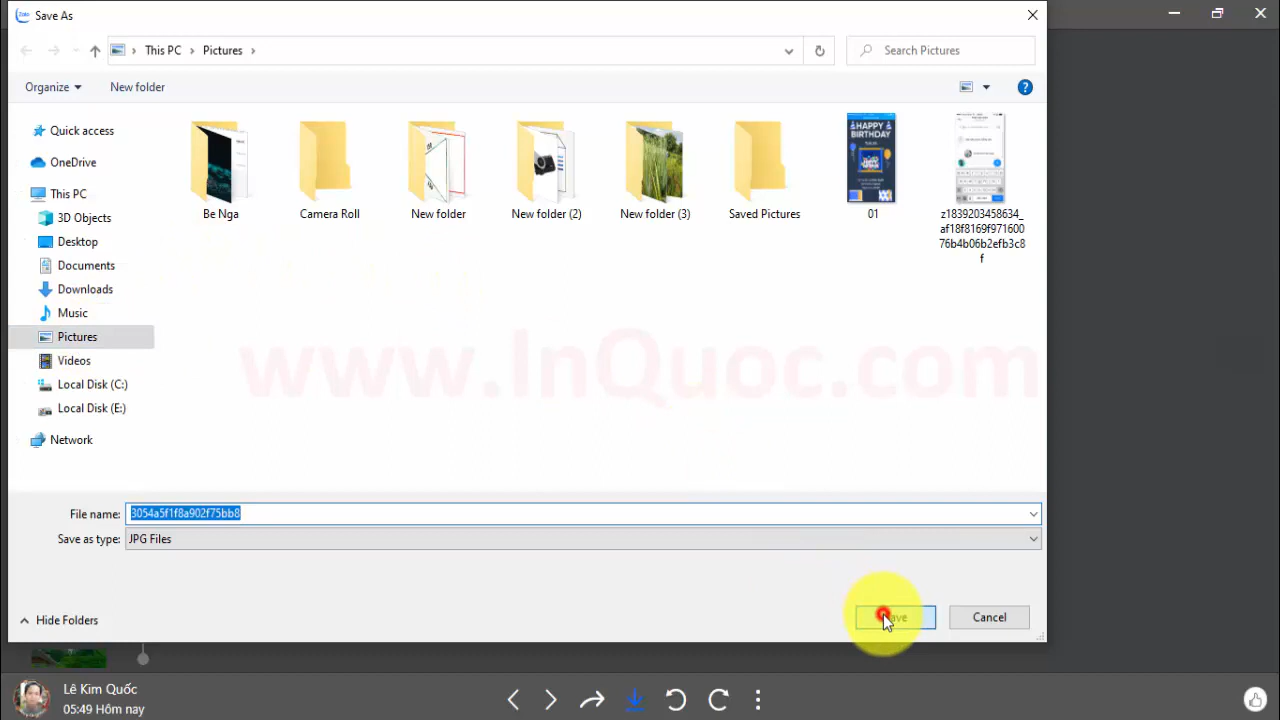 Zalo
Save As
This PC
Pictures
Search Pictures
Organize
New folder
Quick access
OneDrive
This PC
3D Objects
Desktop
Documents
Downloads
Music
Pictures
Videos
Local Disk (C:)
Local Disk (E:)
Network
Be Nga
Camera Roll
New folder
New folder (2)
New folder (3)
Saved Pictures
HAPPY
BIRTHDAY
01
z1839203458634_
af18f8169f971600
76b4b06b2efb3c8
f
www.InQuoc.com
File name:
3054a5f1f8a902f75bb8
Save as type:
JPG Files
Hide Folders
Cancel
Lê Kim Quốc
05:49 Hôm nay